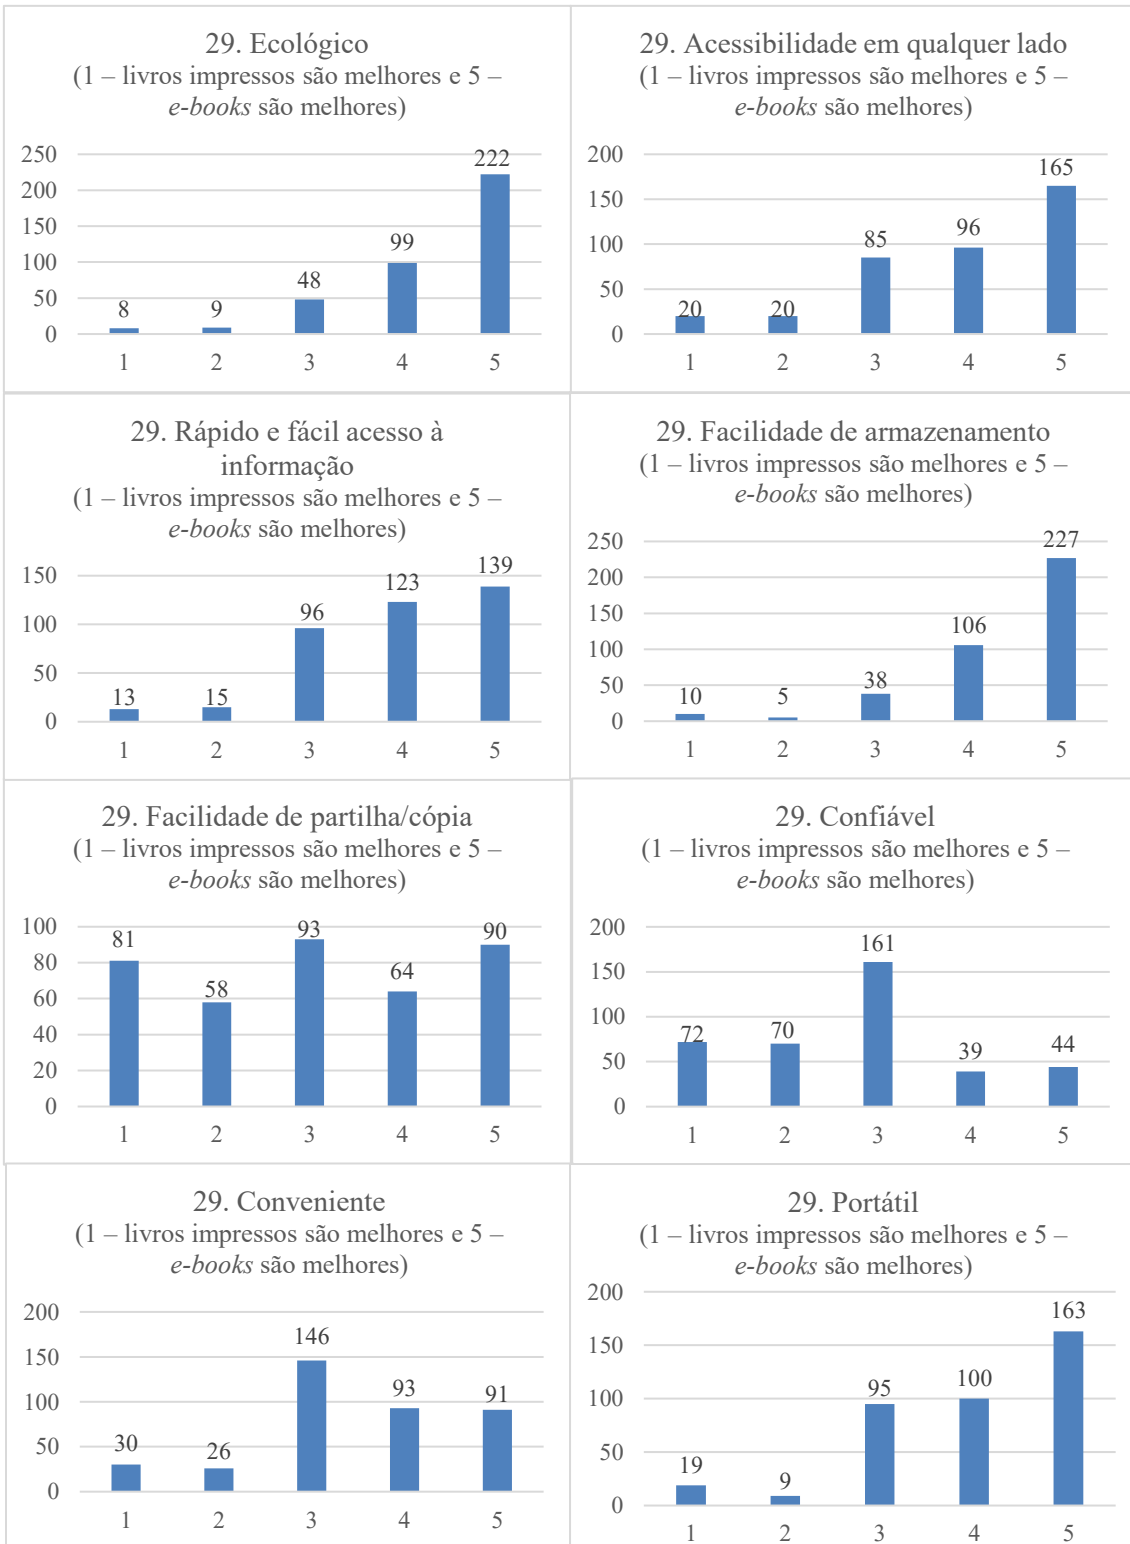 29. Ecológico
(1 – livros impressos são melhores e 5 –
e-books são melhores)
250
200
150
100
50
0
8
9
48
99
222
1 2 3 4 5
29. Acessibilidade em qualquer lado
(1 – livros impressos são melhores e 5 –
e-books são melhores)
200
150
100
50
0
20
20
85
96
165
1 2 3 4 5
29. Rápido e fácil acesso à
informação
(1 – livros impressos são melhores e 5 –
e-books são melhores)
150
100
50
0
13
15
96
123
139
1 2 3 4 5
29. Facilidade de armazenamento
(1 – livros impressos são melhores e 5 –
e-books são melhores)
250
200
150
100
50
0
10
5
38
106
227
1 2 3 4 5
29. Facilidade de partilha/cópia
(1 – livros impressos são melhores e 5 –
e-books são melhores)
100
80
60
40
20
0
81
58
93
64
90
1 2 3 4 5
29. Confiável
(1 – livros impressos são melhores e 5 –
e-books são melhores)
200
150
100
50
0
72
70
161
39
44
1 2 3 4 5
29. Conveniente
(1 – livros impressos são melhores e 5 –
e-books são melhores)
200
150
100
50
0
30
26
146
93
91
1 2 3 4 5
29. Portátil
(1 – livros impressos são melhores e 5 –
e-books são melhores)
200
150
100
50
0
19
9
95
100
163
1 2 3 4 5